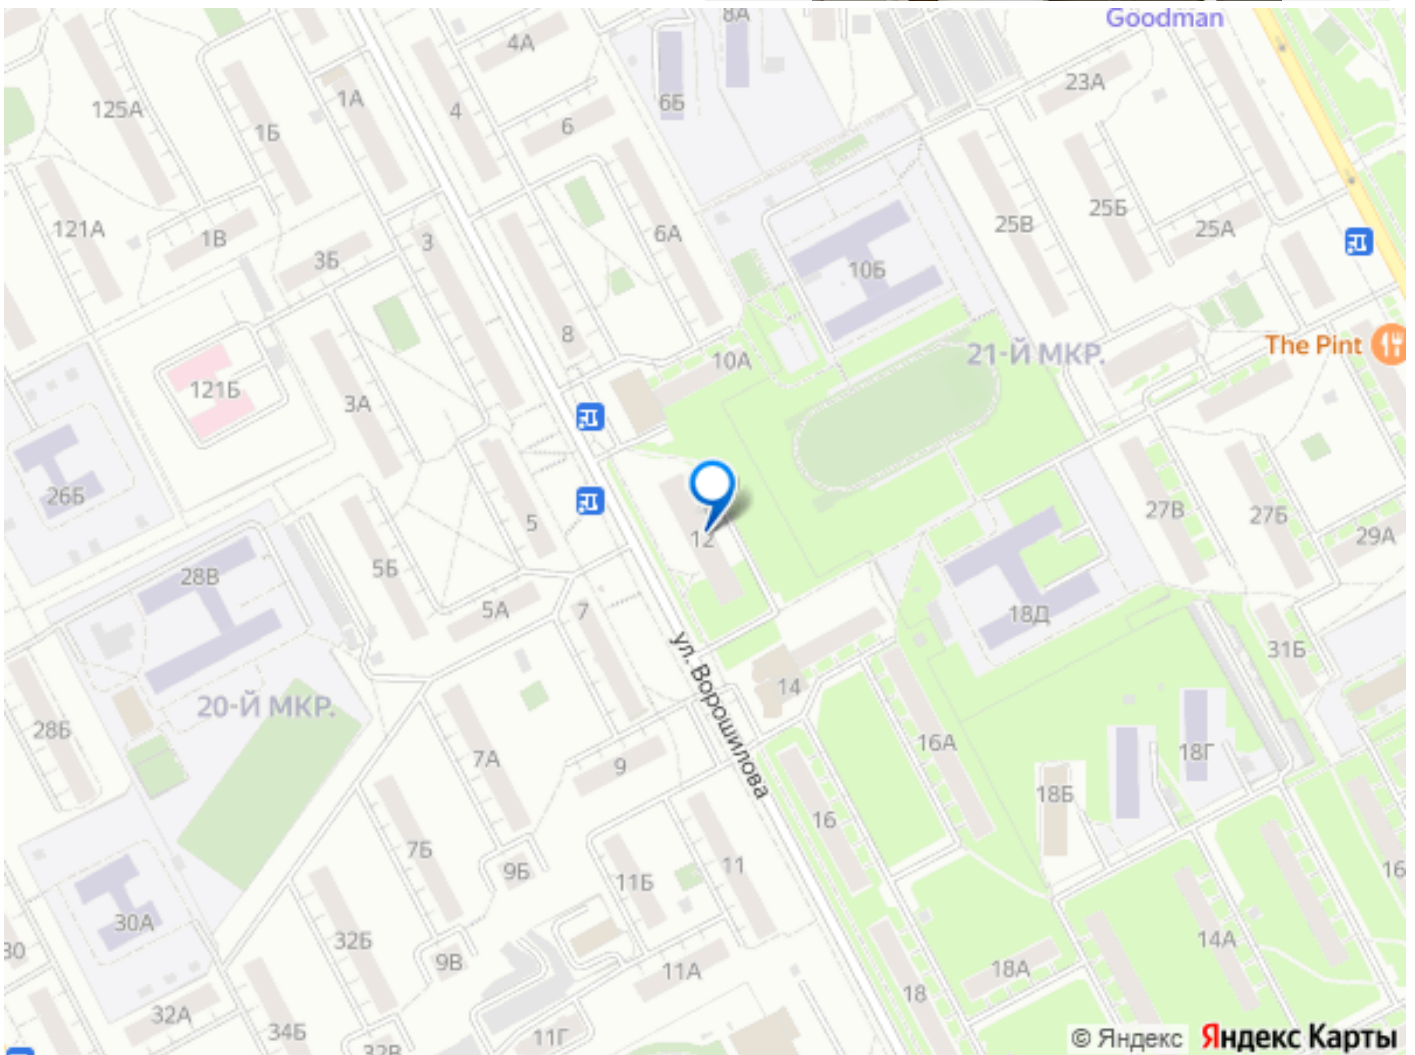 8А
Goodman
4А
23А
125А
1А
4
6Б
1Б
6
25Б
121А
1В
3
6А
25В
25А
3Б
10Б
8
The Pint
21-Й МКР.
10А
121Б
3А
26Б
5
12
27В
27Б
29А
28В
5Б
5А
7
18Д
ул. Ворошилова
31Б
14
20-Й МКР.
28Б
16А
18Г
7А
9
18Б
16
7Б
9Б
11Б
11
16
30А
32Б
14А
30
9В
11А
18А
18
32А
34Б
11Г
32В
© Яндекс Яндекс Карты